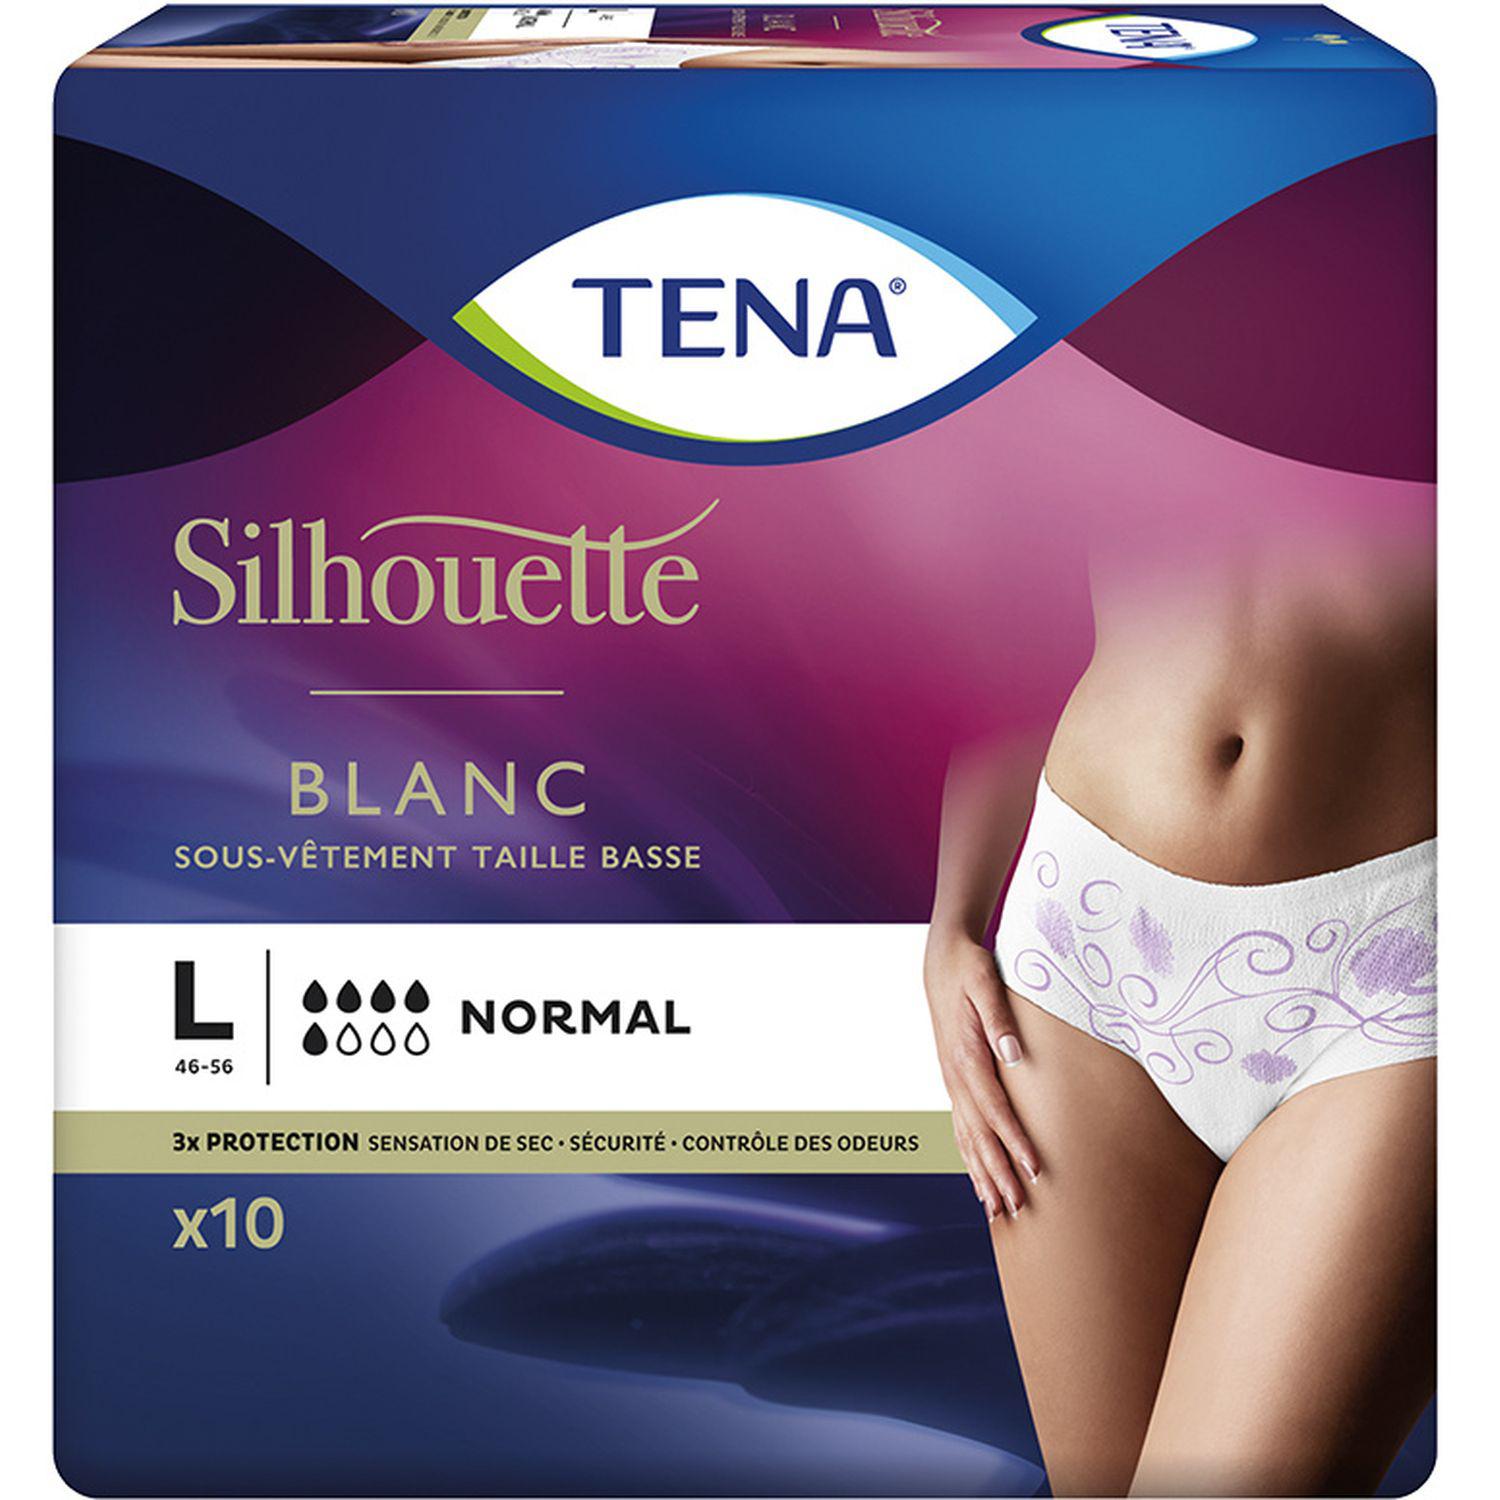 TENA®
TENA®
Silhouette
BLANC
SOUS-VÊTEMENT TAILLE BASSE
L
46-56
NORMAL
3x PROTECTION SENSATION DE SEC • SÉCURITÉ • CONTRÔLE DES ODEURS
x10